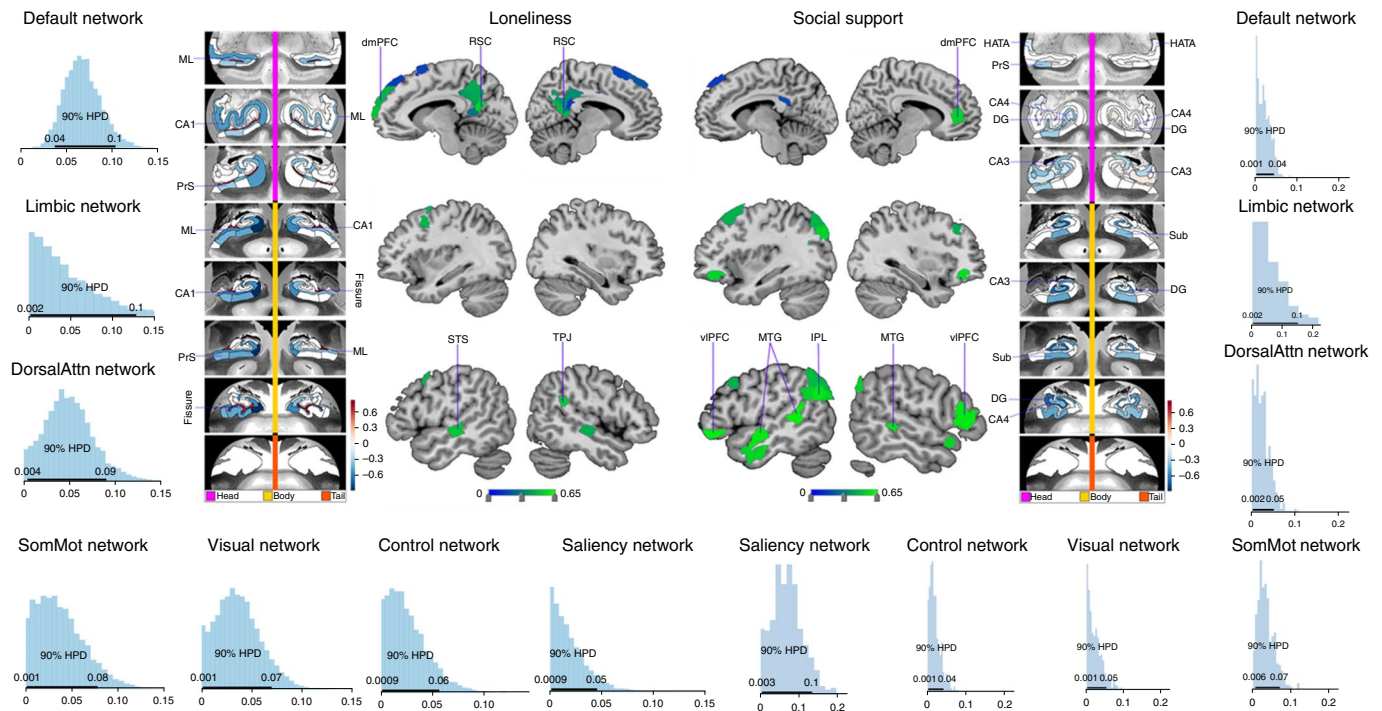 Default network
Loneliness
Social support
Default network
90% HPD
0.04 0.1
0 0.05 0.10 0.15
Limbic network
90% HPD
0.002 0.1
0 0.05 0.10 0.15
DorsalAttn network
90% HPD
0.004 0.09
0 0.05 0.10 0.15
ML
CA1
PrS
ML
CA1
PrS
Fissure
ML
CA1
Fissure
ML
0.6
0.3
0
−0.3
−0.6
Head Body Tail
dmPFC RSC RSC
STS TPJ
0 0.65
dmPFC
vlPFC MTG IPL MTG vlPFC
0 0.65
HATA
PrS
CA4
DG
CA3
CA3
Sub
DG
CA4
HATA
CA4
DG
CA3
Sub
DG
0.6
0.3
0
−0.3
−0.6
Head Body Tail
90% HPD
0.001 0.04
0 0.1 0.2
Limbic network
90% HPD
0.002 0.1
0 0.1 0.2
DorsalAttn network
90% HPD
0.002 0.05
0 0.1 0.2
SomMot network
90% HPD
0.001 0.08
0 0.05 0.10 0.15
Visual network
90% HPD
0.001 0.07
0 0.05 0.10 0.15
Control network
90% HPD
0.0009 0.06
0 0.05 0.10
Saliency network
90% HPD
0.0009 0.05
0 0.05 0.10 0.15
Saliency network
90% HPD
0.003 0.1
0 0.1 0.2
Control network
90% HPD
0.001 0.04
0 0.1 0.2
Visual network
90% HPD
0.001 0.05
0 0.1 0.2
SomMot network
90% HPD
0.006 0.07
0 0.1 0.2